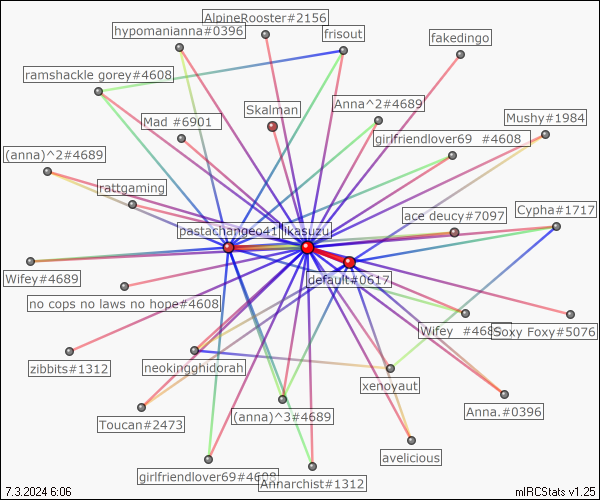 AlpineRooster#2156
hypomanianna#0396
frisout
fakedingo
ramshackle gorey#4608
Anna^2#4689
Skalman
Mushy#1984
Mad #6901
girlfriendlover69 #4608
(anna)^2#4689
rattgaming
ace deucy#7097
Cypha#1717
pastachangeo41
likasuzu
Wifey#4689
default#0617
no cops no laws no hope#4608
Wifey
Soxy Foxy#5076
zibbits#1312
neokingghidorah
xenoyaut
Toucan#2473
(anna)^3#4689
Anna.#0396
avelicious
girlfriendlover69#4608
Annarchist#1312
7.3.2024 6:06
mIRCStats v1.25